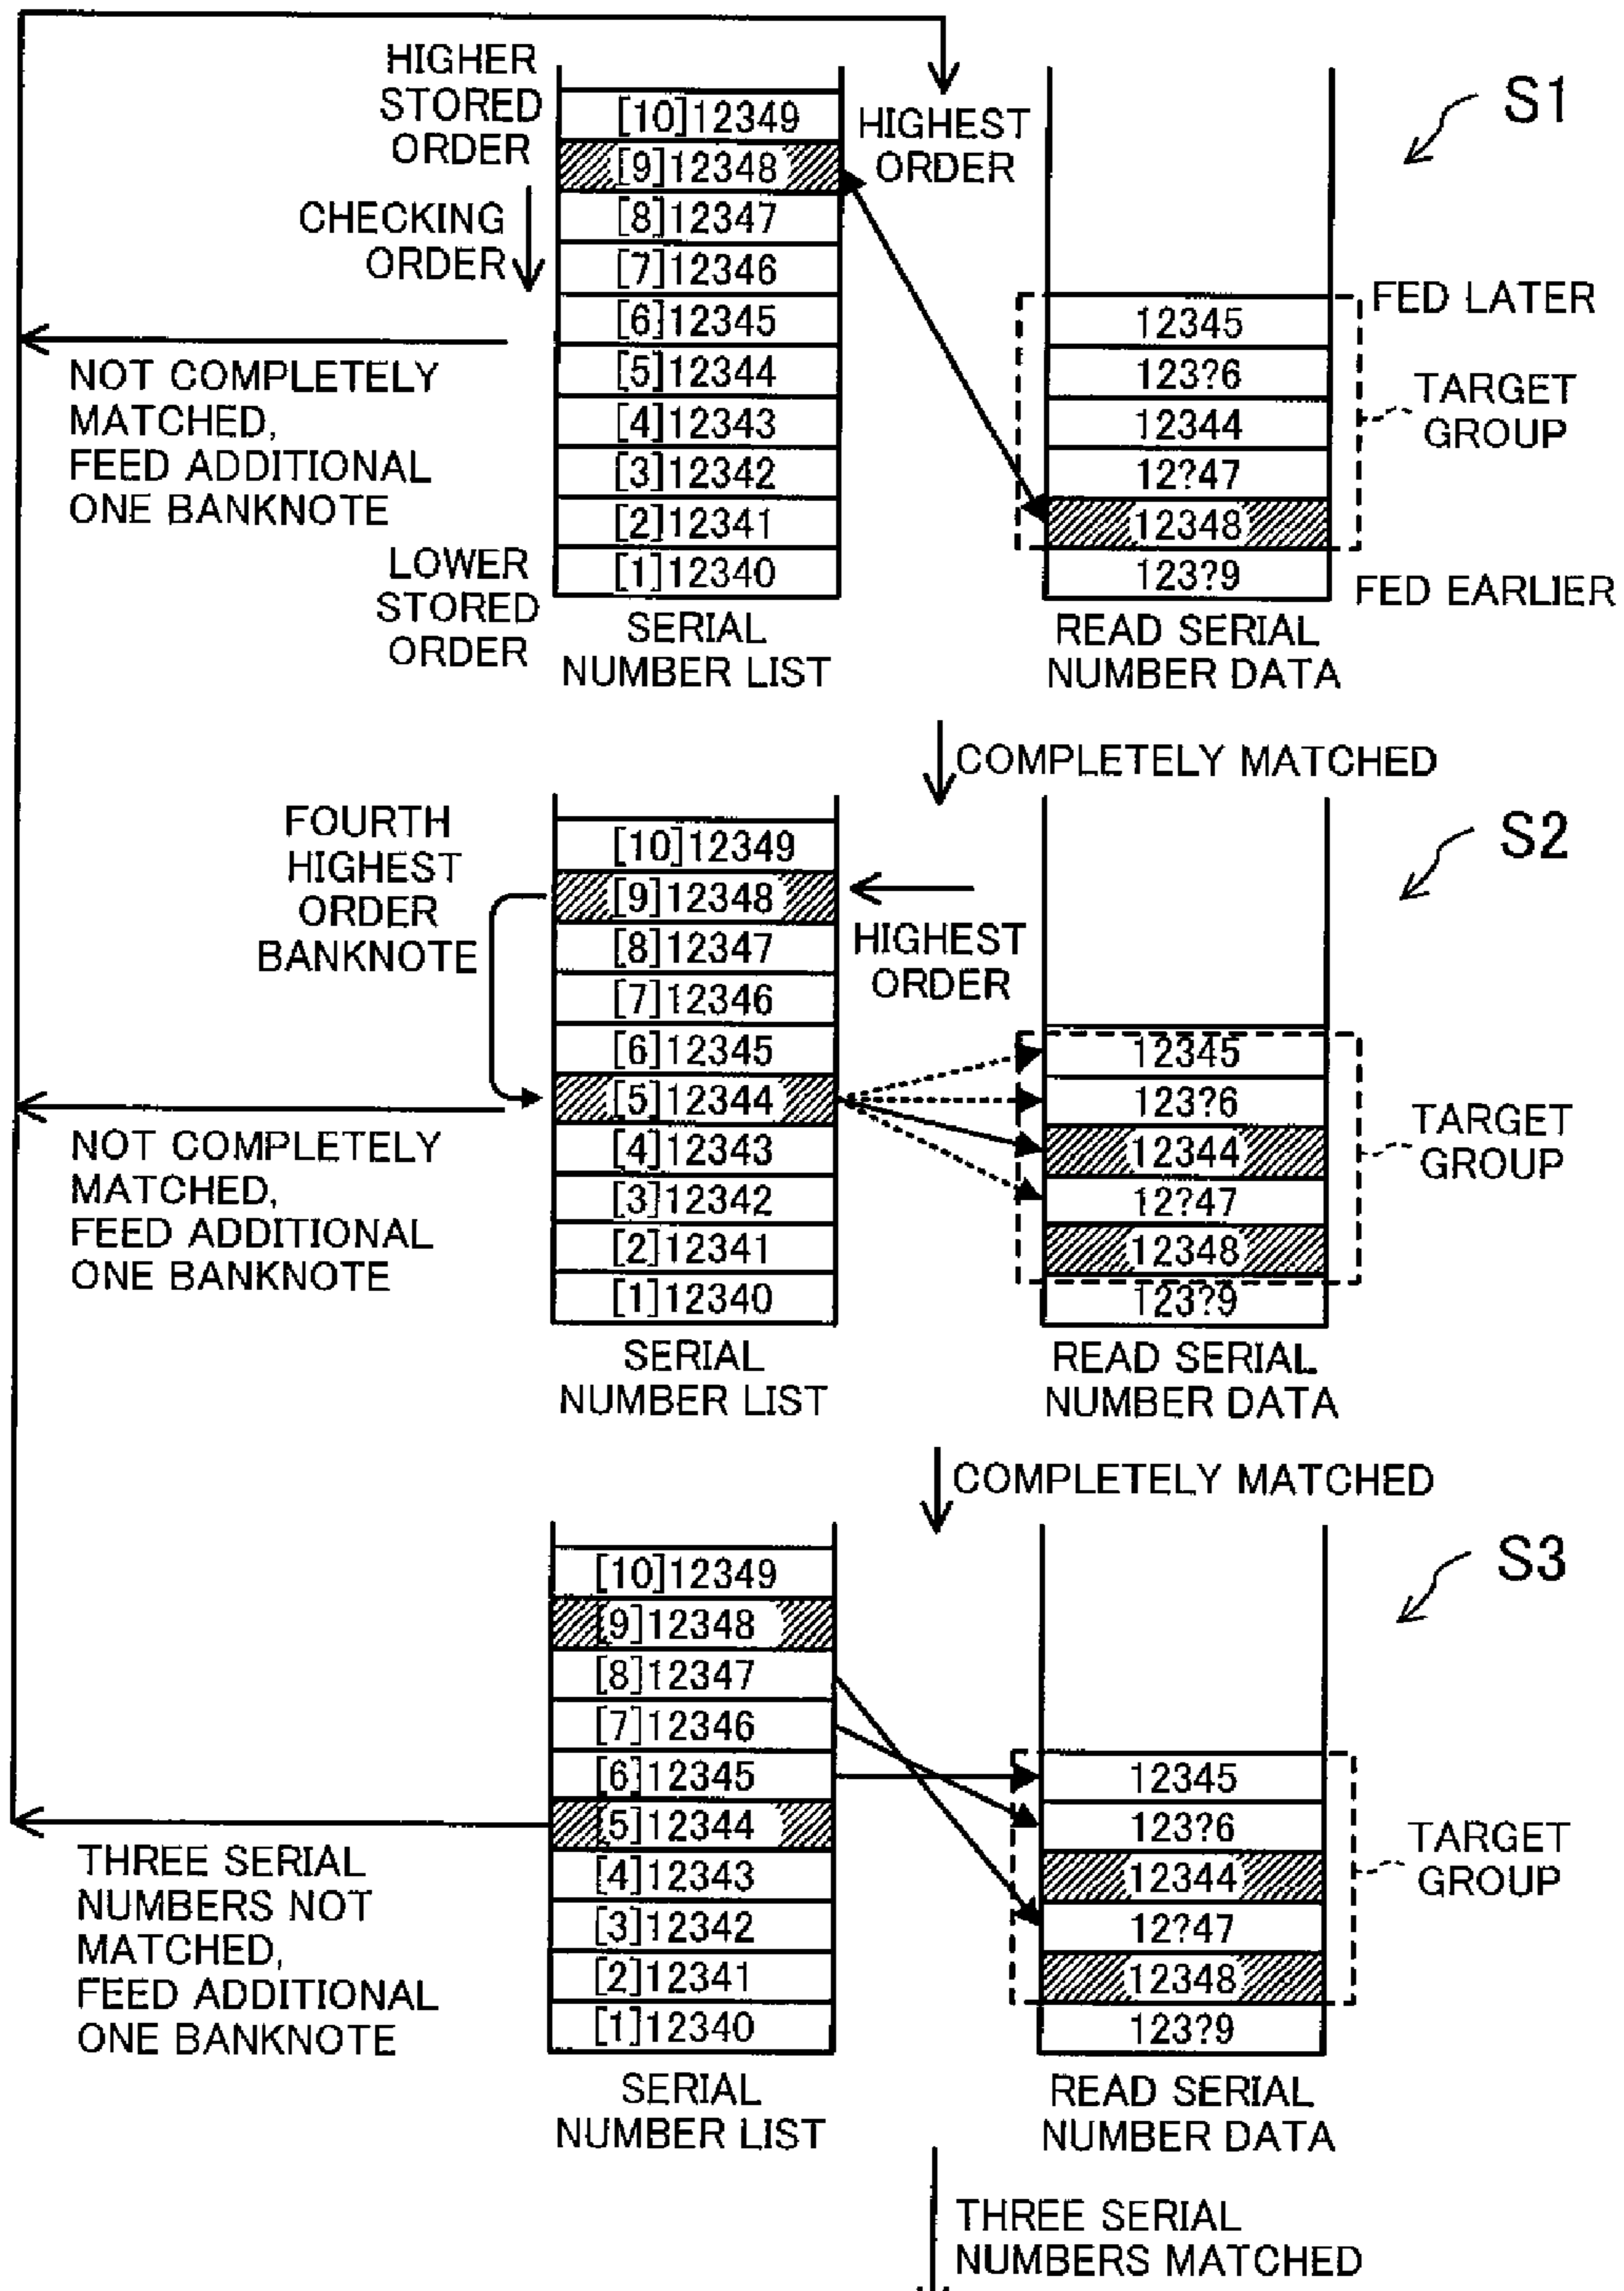 HIGHER
STORED
ORDER
CHECKING
ORDER
NOT COMPLETELY
MATCHED,
FEED ADDITIONAL
ONE BANKNOTE
LOWER
STORED
ORDER
[10]12349
[9]12348
[8]12347
[7]12346
[6]12345
[5]12344
[4]12343
[3]12342
[2]12341
[1]12340
SERIAL
NUMBER LIST
HIGHEST
ORDER
S1
FED LATER
12345
123?6
12344
12?47
12348
123?9
TARGET
GROUP
FED EARLIER
READ SERIAL
NUMBER DATA
COMPLETELY MATCHED
FOURTH
HIGHEST
ORDER
BANKNOTE
NOT COMPLETELY
MATCHED,
FEED ADDITIONAL
ONE BANKNOTE
[10]12349
[9]12348
[8]12347
[7]12346
[6]12345
[5]12344
[4]12343
[3]12342
[2]12341
[1]12340
SERIAL
NUMBER LIST
HIGHEST
ORDER
S2
12345
123?6
12344
12?47
12348
123?9
TARGET
GROUP
READ SERIAL
NUMBER DATA
COMPLETELY MATCHED
THREE SERIAL
NUMBERS NOT
MATCHED,
FEED ADDITIONAL
ONE BANKNOTE
[10]12349
[9]12348
[8]12347
[7]12346
[6]12345
[5]12344
[4]12343
[3]12342
[2]12341
[1]12340
SERIAL
NUMBER LIST
S3
12345
123?6
12344
12?47
12348
123?9
TARGET
GROUP
READ SERIAL
NUMBER DATA
THREE SERIAL
NUMBERS MATCHED